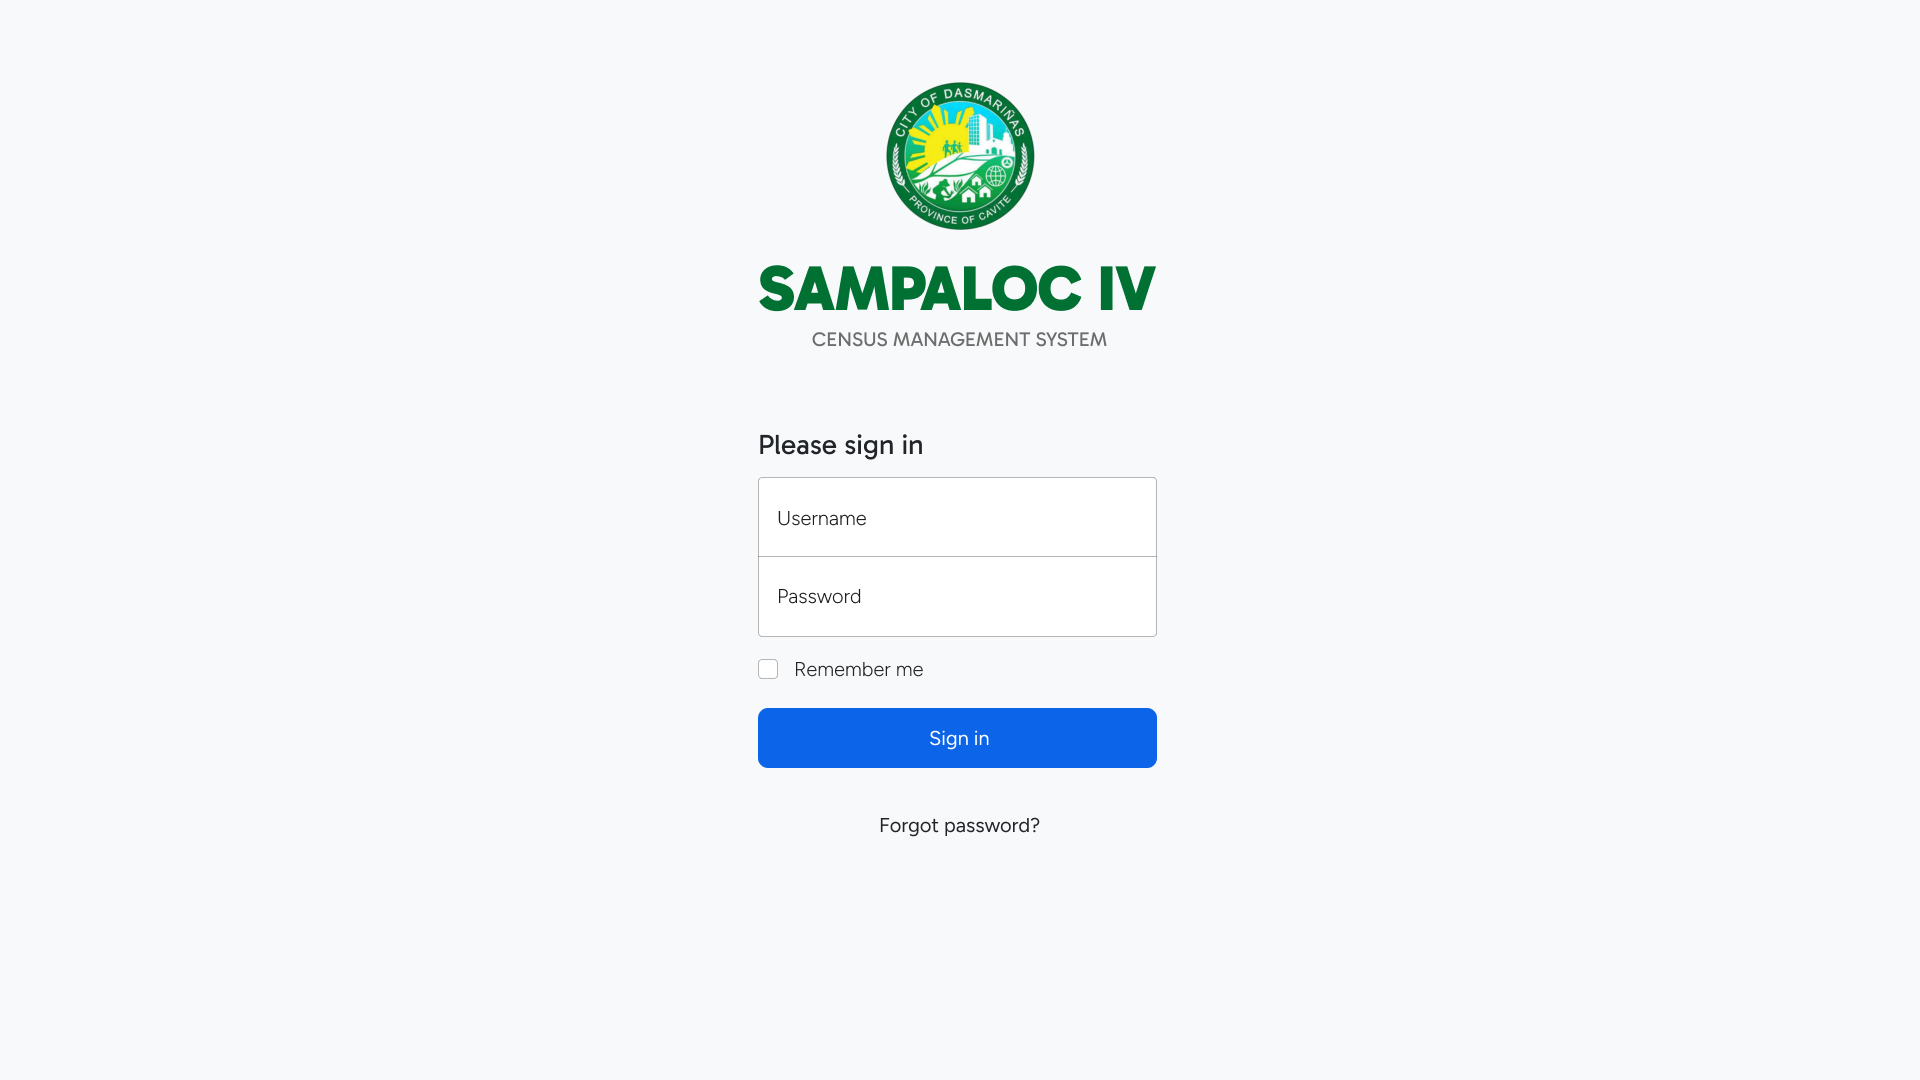 CITY OF DASMARIÑAS
PROVINCE OF CAVITE
SAMPALOC IV
CENSUS MANAGEMENT SYSTEM
Please sign in
Username
Password
Remember me
Sign in
Forgot password?